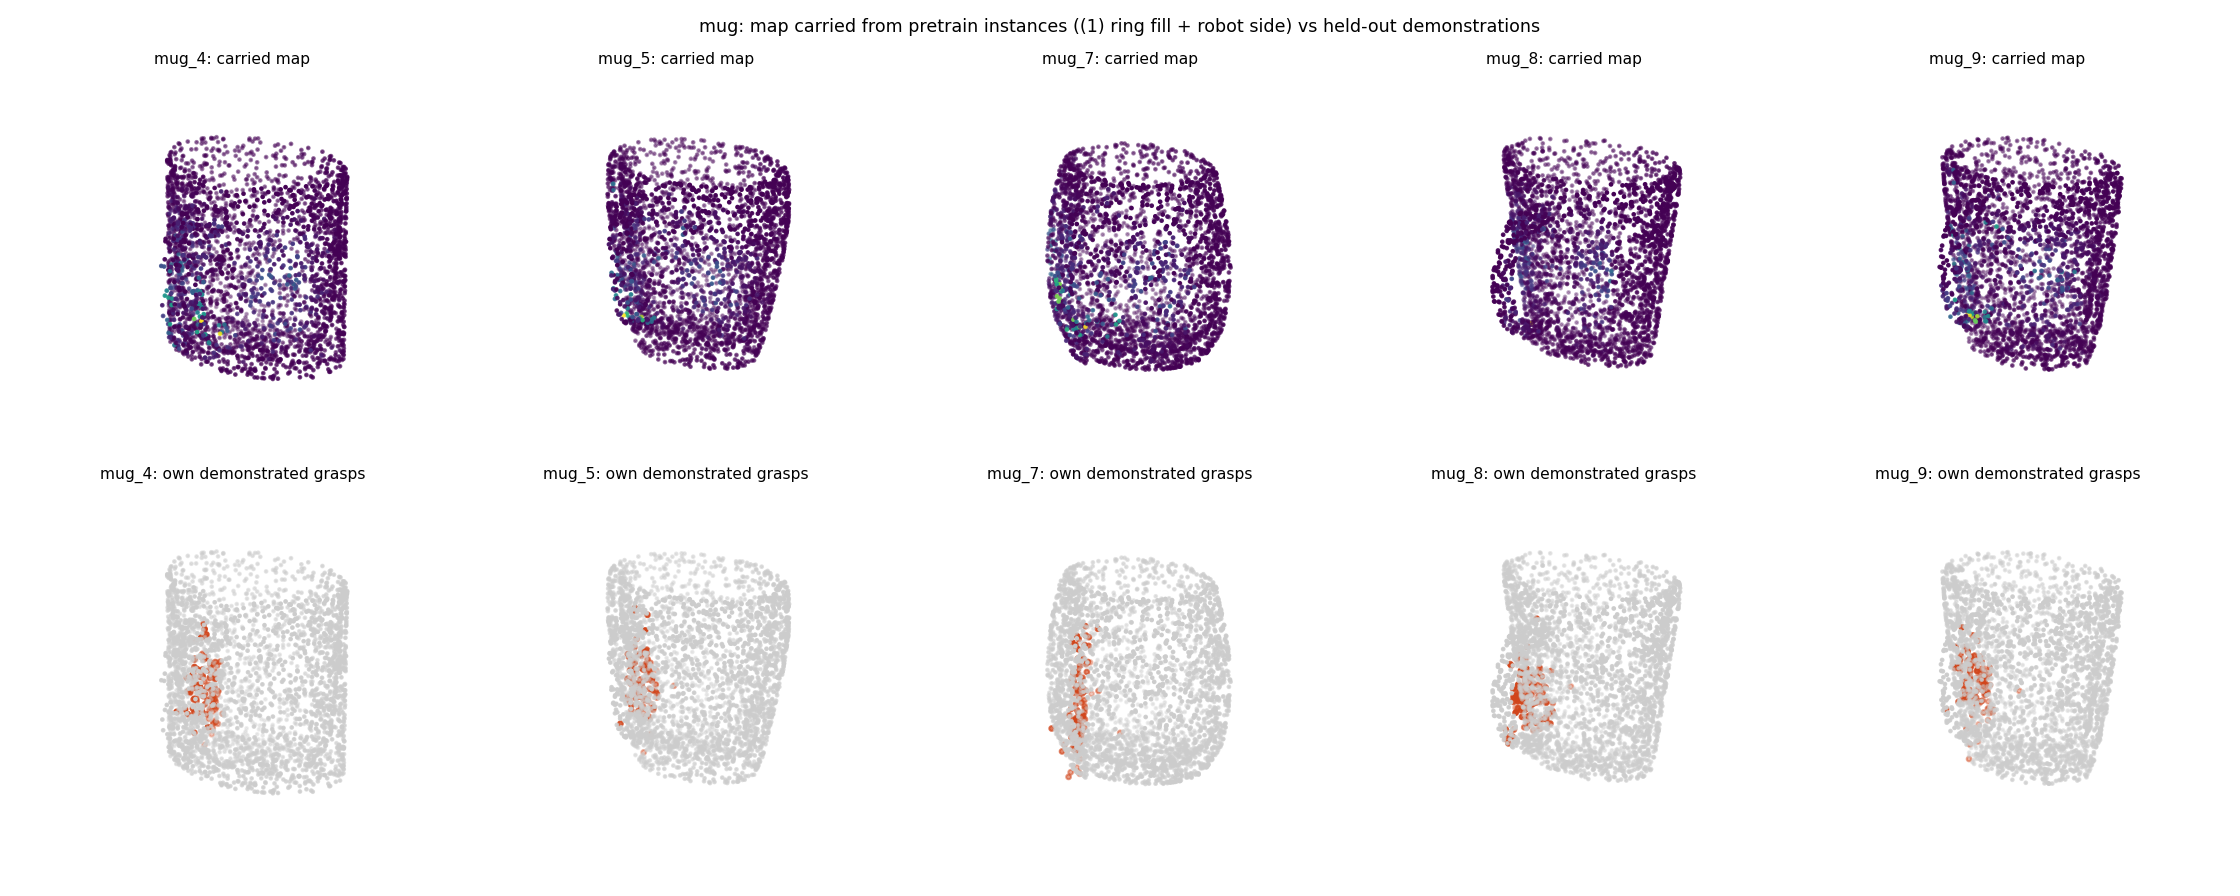 mug: map carried from pretrain instances ((1) ring fill + robot side) vs held-out demonstrations
mug_4: carried map
mug_5: carried map
mug_7: carried map
mug_8: carried map
mug_9: carried map
mug_4: own demonstrated grasps
mug_5: own demonstrated grasps
mug_7: own demonstrated grasps
mug_8: own demonstrated grasps
mug_9: own demonstrated grasps